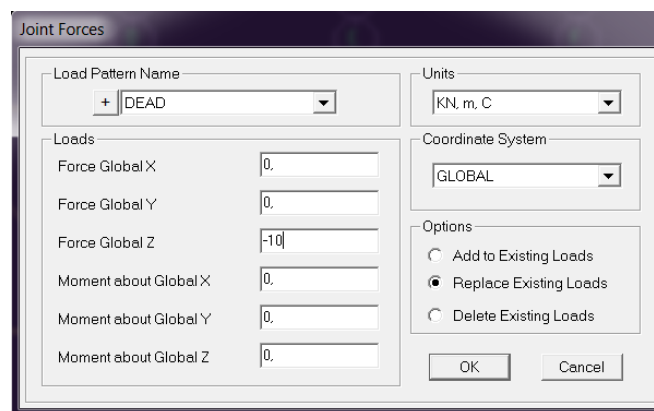 Joint Forces
Load Pattern Name
+ DEAD
Units
KN, m, C
Loads
Force Global X 0,
Force Global Y 0,
Force Global Z -10
Moment about Global X 0,
Moment about Global Y 0,
Moment about Global Z 0,
Coordinate System
GLOBAL
Options
Add to Existing Loads
Replace Existing Loads
Delete Existing Loads
OK Cancel